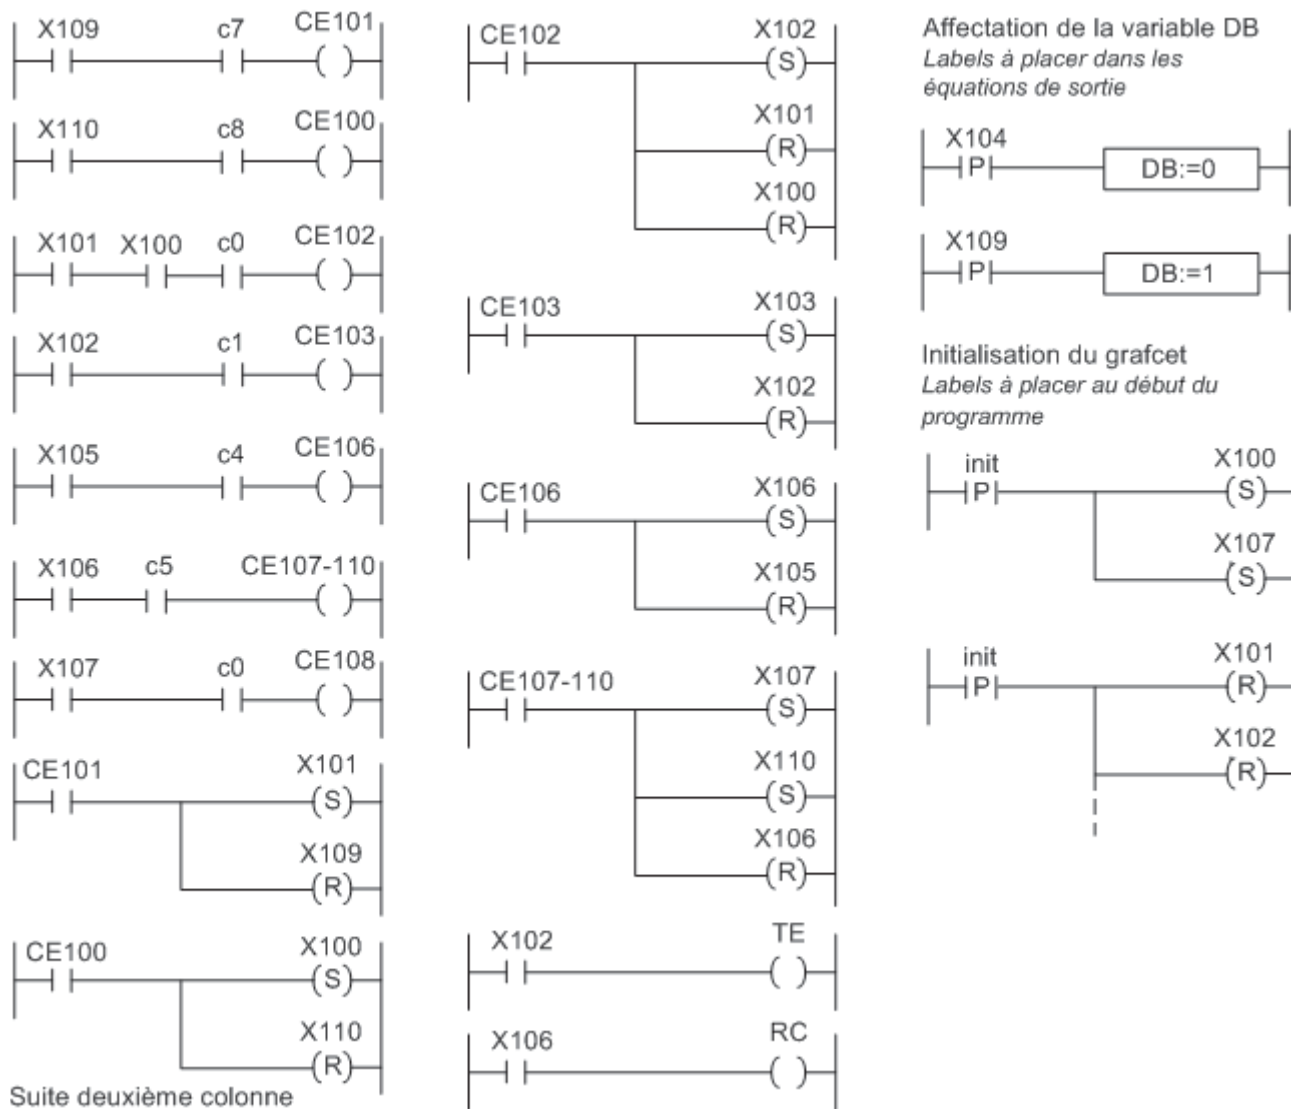 X109 c7 CE101
( )
X110 c8 CE100
( )
X101 X100 c0 CE102
( )
X102 c1 CE103
( )
X105 c4 CE106
( )
X106 c5 CE107-110
( )
X107 c0 CE108
( )
CE101 X101
(S)
X109
(R)
CE100 X100
(S)
X110
(R)
Suite deuxième colonne
CE102 X102
(S)
X101
(R)
X100
(R)
CE103 X103
(S)
X102
(R)
CE106 X106
(S)
X105
(R)
CE107-110 X107
(S)
X110
(S)
X106
(R)
X102 TE
( )
X106 RC
( )
Affectation de la variable DB
Labels à placer dans les
équations de sortie
X104
P DB:=0
X109
P DB:=1
Initialisation du grafcet
Labels à placer au début du
programme
init X100
P (S)
X107
(S)
init X101
P (R)
X102
(R)